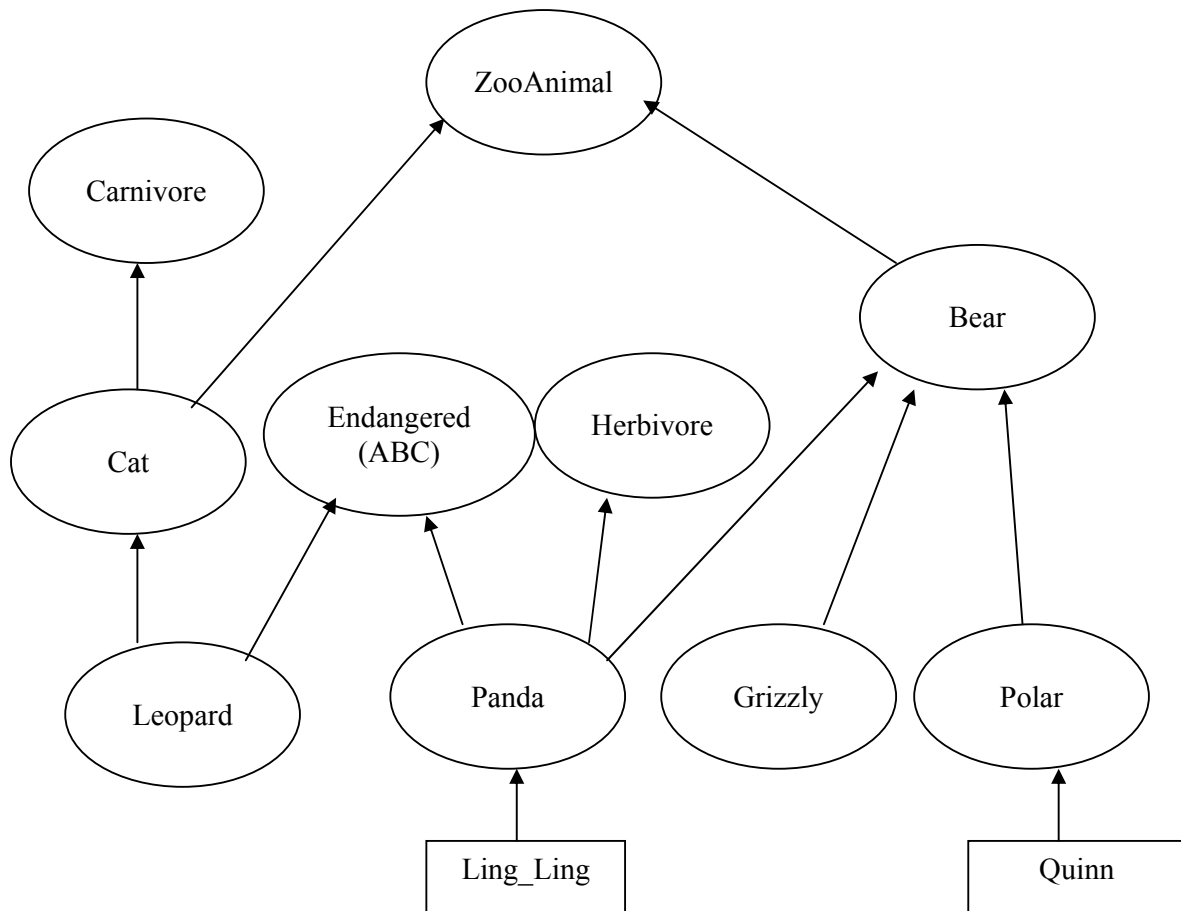 ZooAnimal
Carnivore
Bear
Endangered
(ABC)
Herbivore
Cat
Leopard
Panda
Grizzly
Polar
Ling_Ling
Quinn